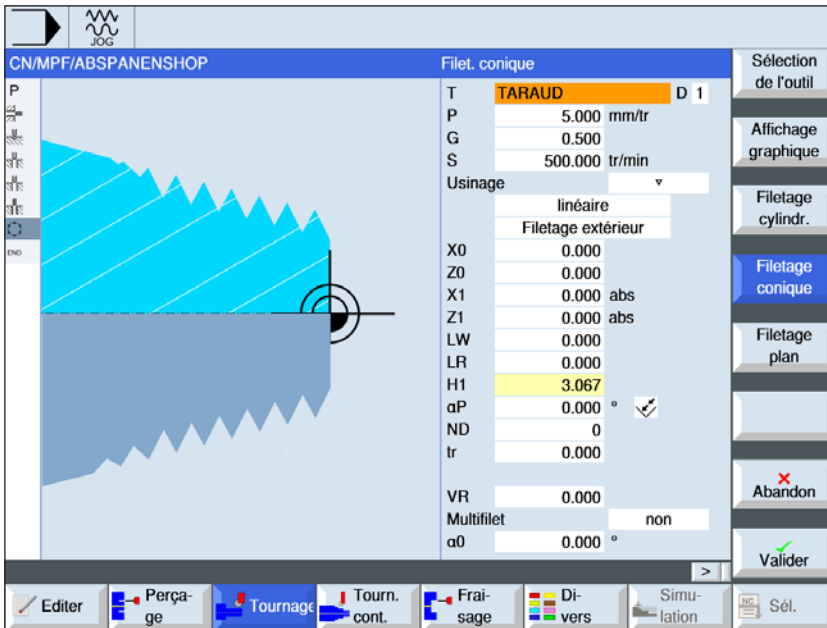 JOG
CN/MPF/ABSPANENSHOP
Filet. conique
P
END
T TARAUD D 1
P 5.000 mm/tr
G 0.500
S 500.000 tr/min
Usinage ▿
linéaire
Filetage extérieur
X0 0.000
Z0 0.000
X1 0.000 abs
Z1 0.000 abs
LW 0.000
LR 0.000
H1 3.067
αP 0.000 °
ND 0
tr 0.000
VR 0.000
Multifilet non
α0 0.000 °
>
Sélection
de l'outil
Affichage
graphique
Filetage
cylindr.
Filetage
conique
Filetage
plan
Abandon
Valider
Editer
Perça-
ge
Tournage
Tourn.
cont.
Frai-
sage
Di-
vers
Simu-
lation
NC
Sél.